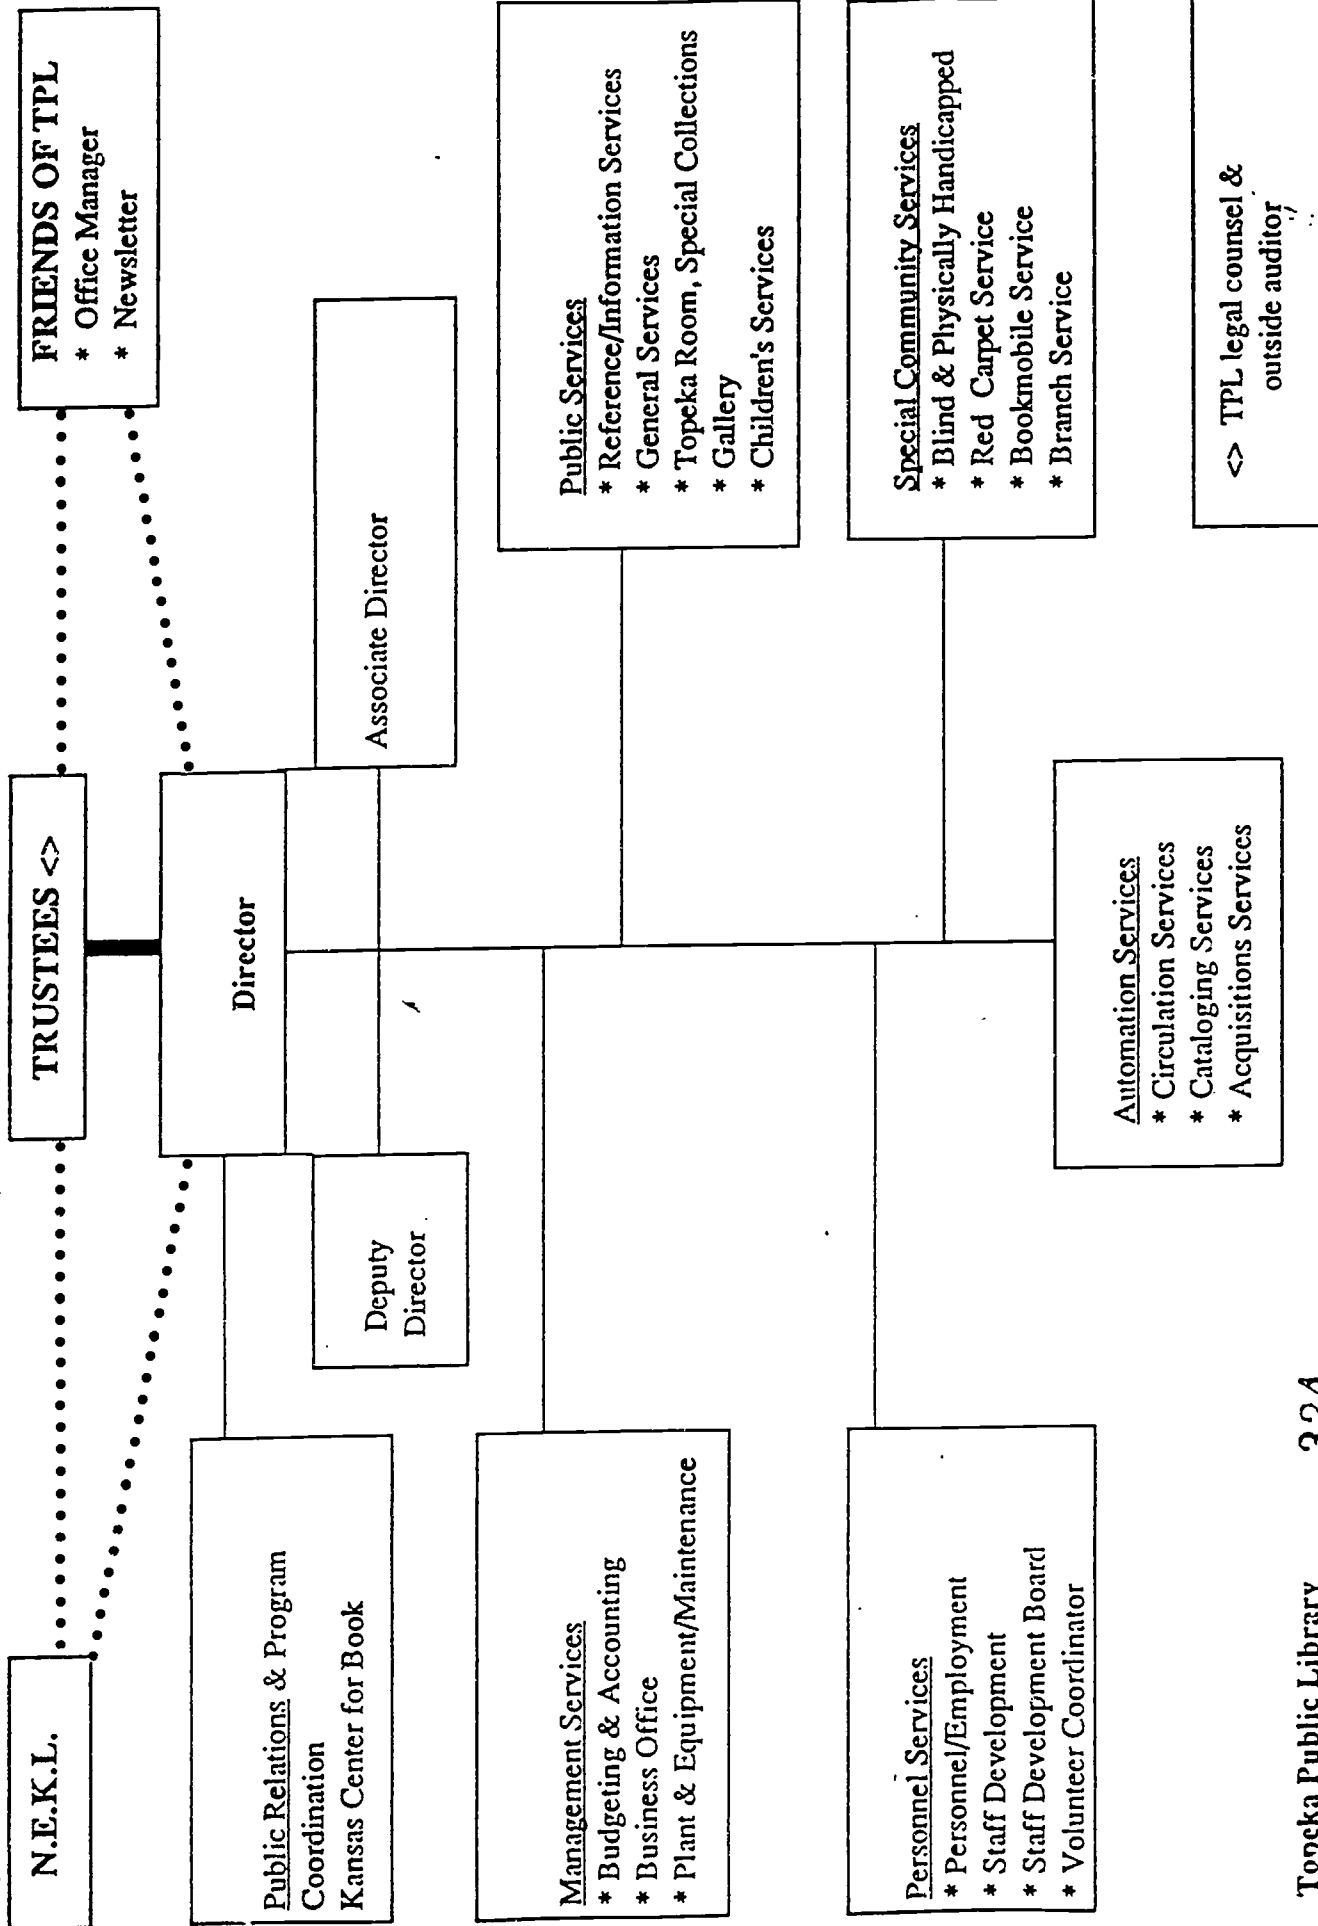 N.E.K.L.
TRUSTEES <>
FRIENDS OF TPL
* Office Manager
* Newsletter
Director
Public Relations & Program
Coordination
Kansas Center for Book
Deputy
Director
Associate Director
Management Services
* Budgeting & Accounting
* Business Office
* Plant & Equipment/Maintenance
Public Services
* Reference/Information Services
* General Services
* Topeka Room, Special Collections
* Gallery
* Children's Services
Personnel Services
* Personnel/Employment
* Staff Development
* Staff Development Board
* Volunteer Coordinator
Special Community Services
* Blind & Physically Handicapped
* Red Carpet Service
* Bookmobile Service
* Branch Service
Automation Services
* Circulation Services
* Cataloging Services
* Acquisitions Services
<> TPL legal counsel &
outside auditor
Topeka Public Library